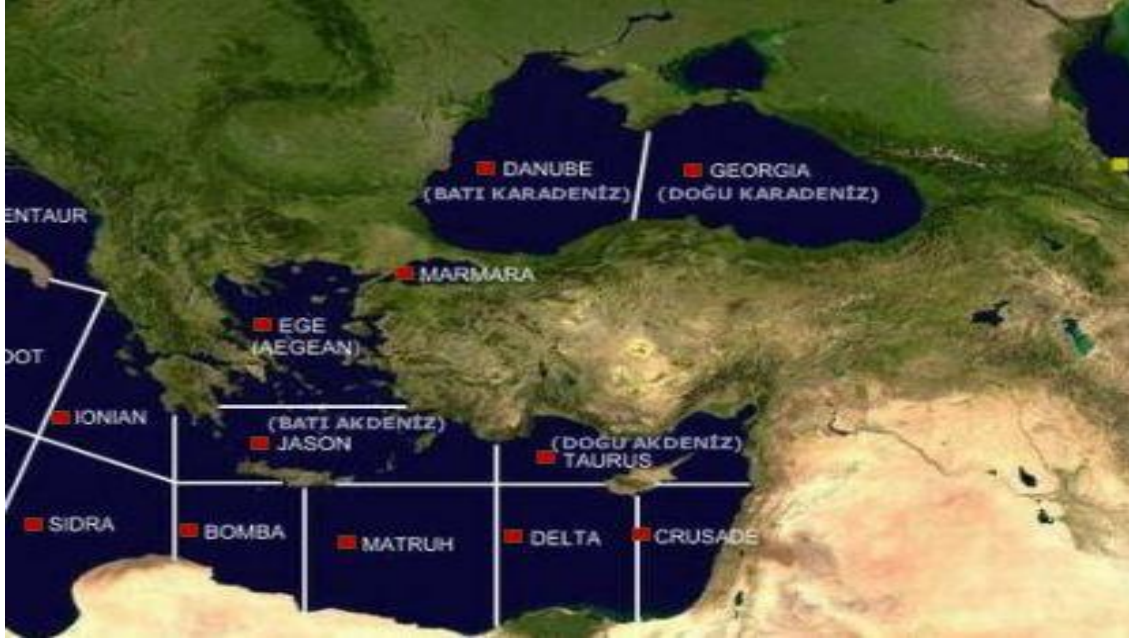 DANUBE
(BATI KARADENİZ)
GEORGIA
(DOĞU KARADENİZ)
ENTAUR
MARMARA
EGE
(AEGEAN)
OOT
IONIAN
(BATI AKDENİZ)
JASON
(DOĞU AKDENİZ)
TAURUS
SIDRA
BOMBA
MATRUH
DELTA
CRUSADE